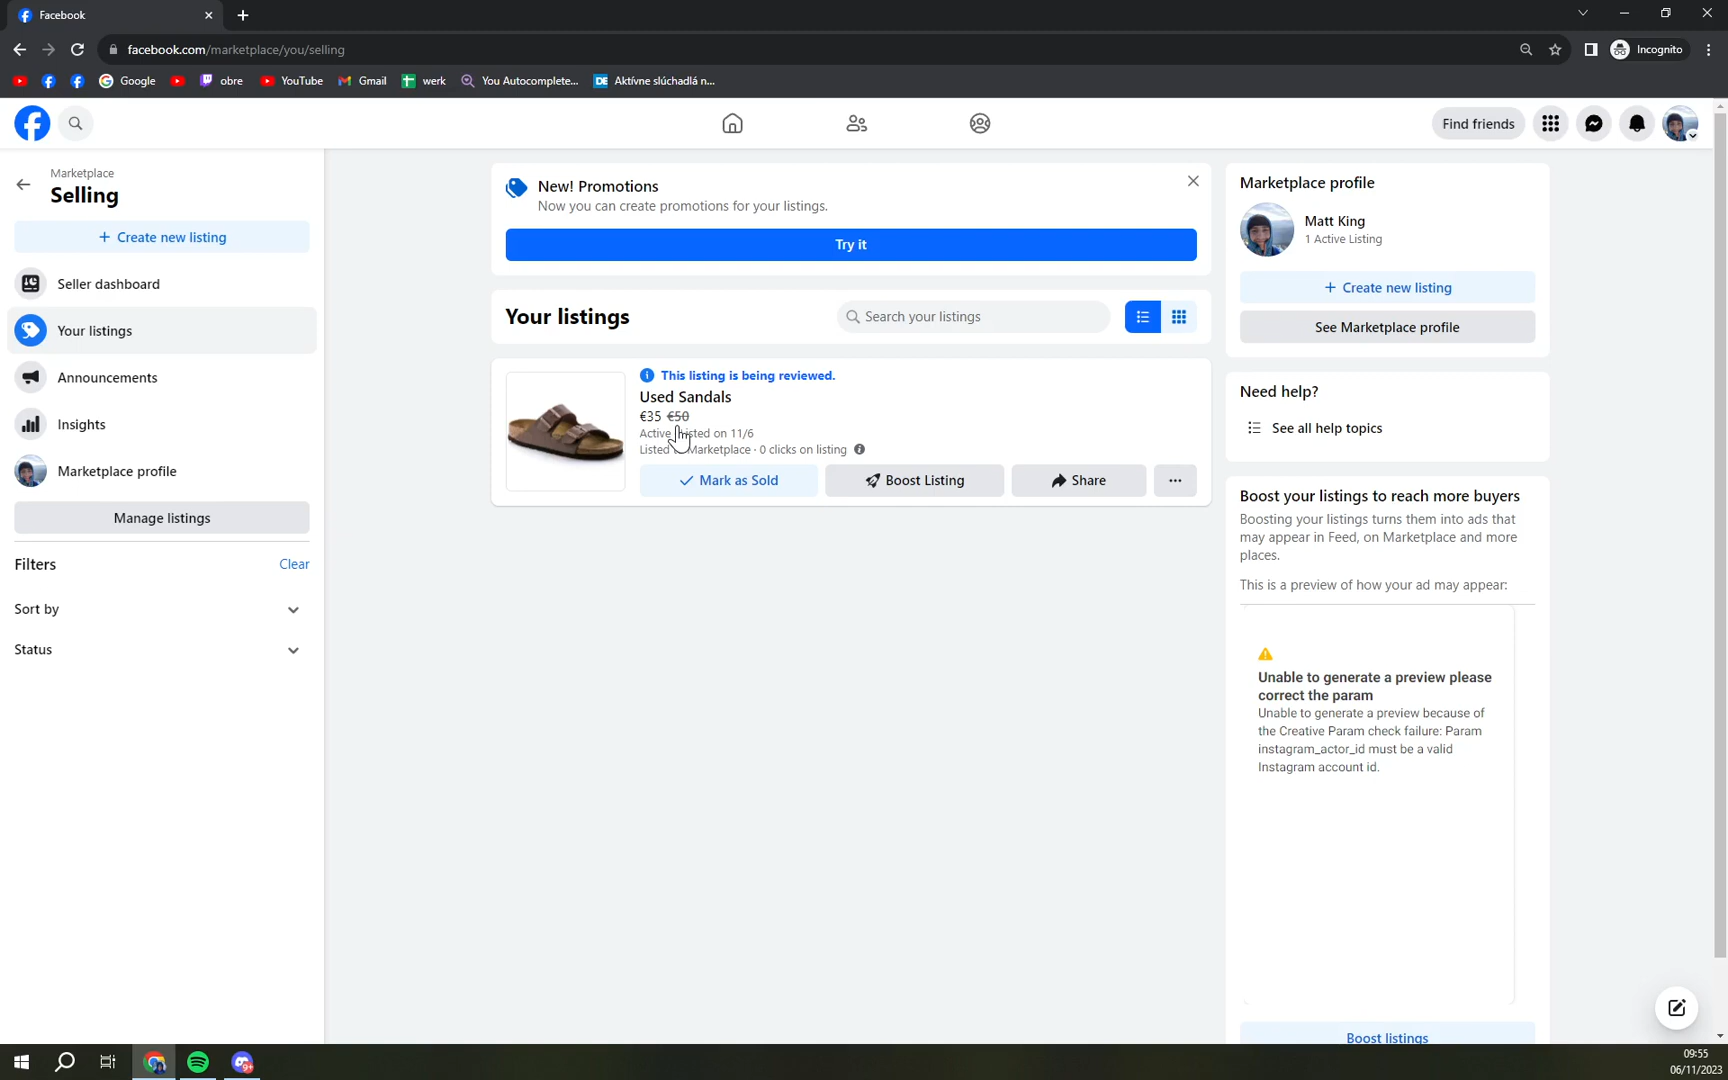 Facebook
facebook.com/marketplace/you/selling
Incognito
Google
obre
YouTube
Gmail
werk
You Autocomplete...
DE Aktívne slúchadlá n...
Find friends
Marketplace
Selling
+ Create new listing
Seller dashboard
Your listings
Announcements
Insights
Marketplace profile
Manage listings
Filters
Clear
Sort by
Status
New! Promotions
Now you can create promotions for your listings.
Try it
Your listings
Search your listings
This listing is being reviewed.
Used Sandals
€35 €50
Active listed on 11/6
Listed Marketplace · 0 clicks on listing
Mark as Sold
Boost Listing
Share
Marketplace profile
Matt King
1 Active Listing
+ Create new listing
See Marketplace profile
Need help?
See all help topics
Boost your listings to reach more buyers
Boosting your listings turns them into ads that
may appear in Feed, on Marketplace and more
places.
This is a preview of how your ad may appear:
Unable to generate a preview please
correct the param
Unable to generate a preview because of
the Creative Param check failure: Param
instagram_actor_id must be a valid
Instagram account id.
Boost listings
9+
09:55
06/11/2023